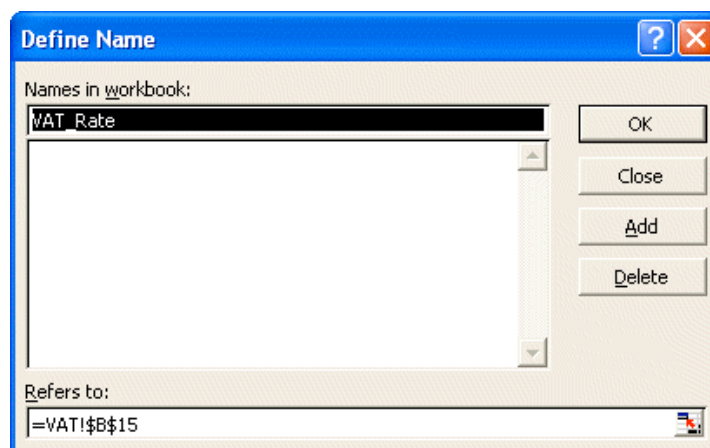 Define Name
Names in workbook:
VAT_Rate
OK
Close
Add
Delete
Refers to:
=VAT!$B$15